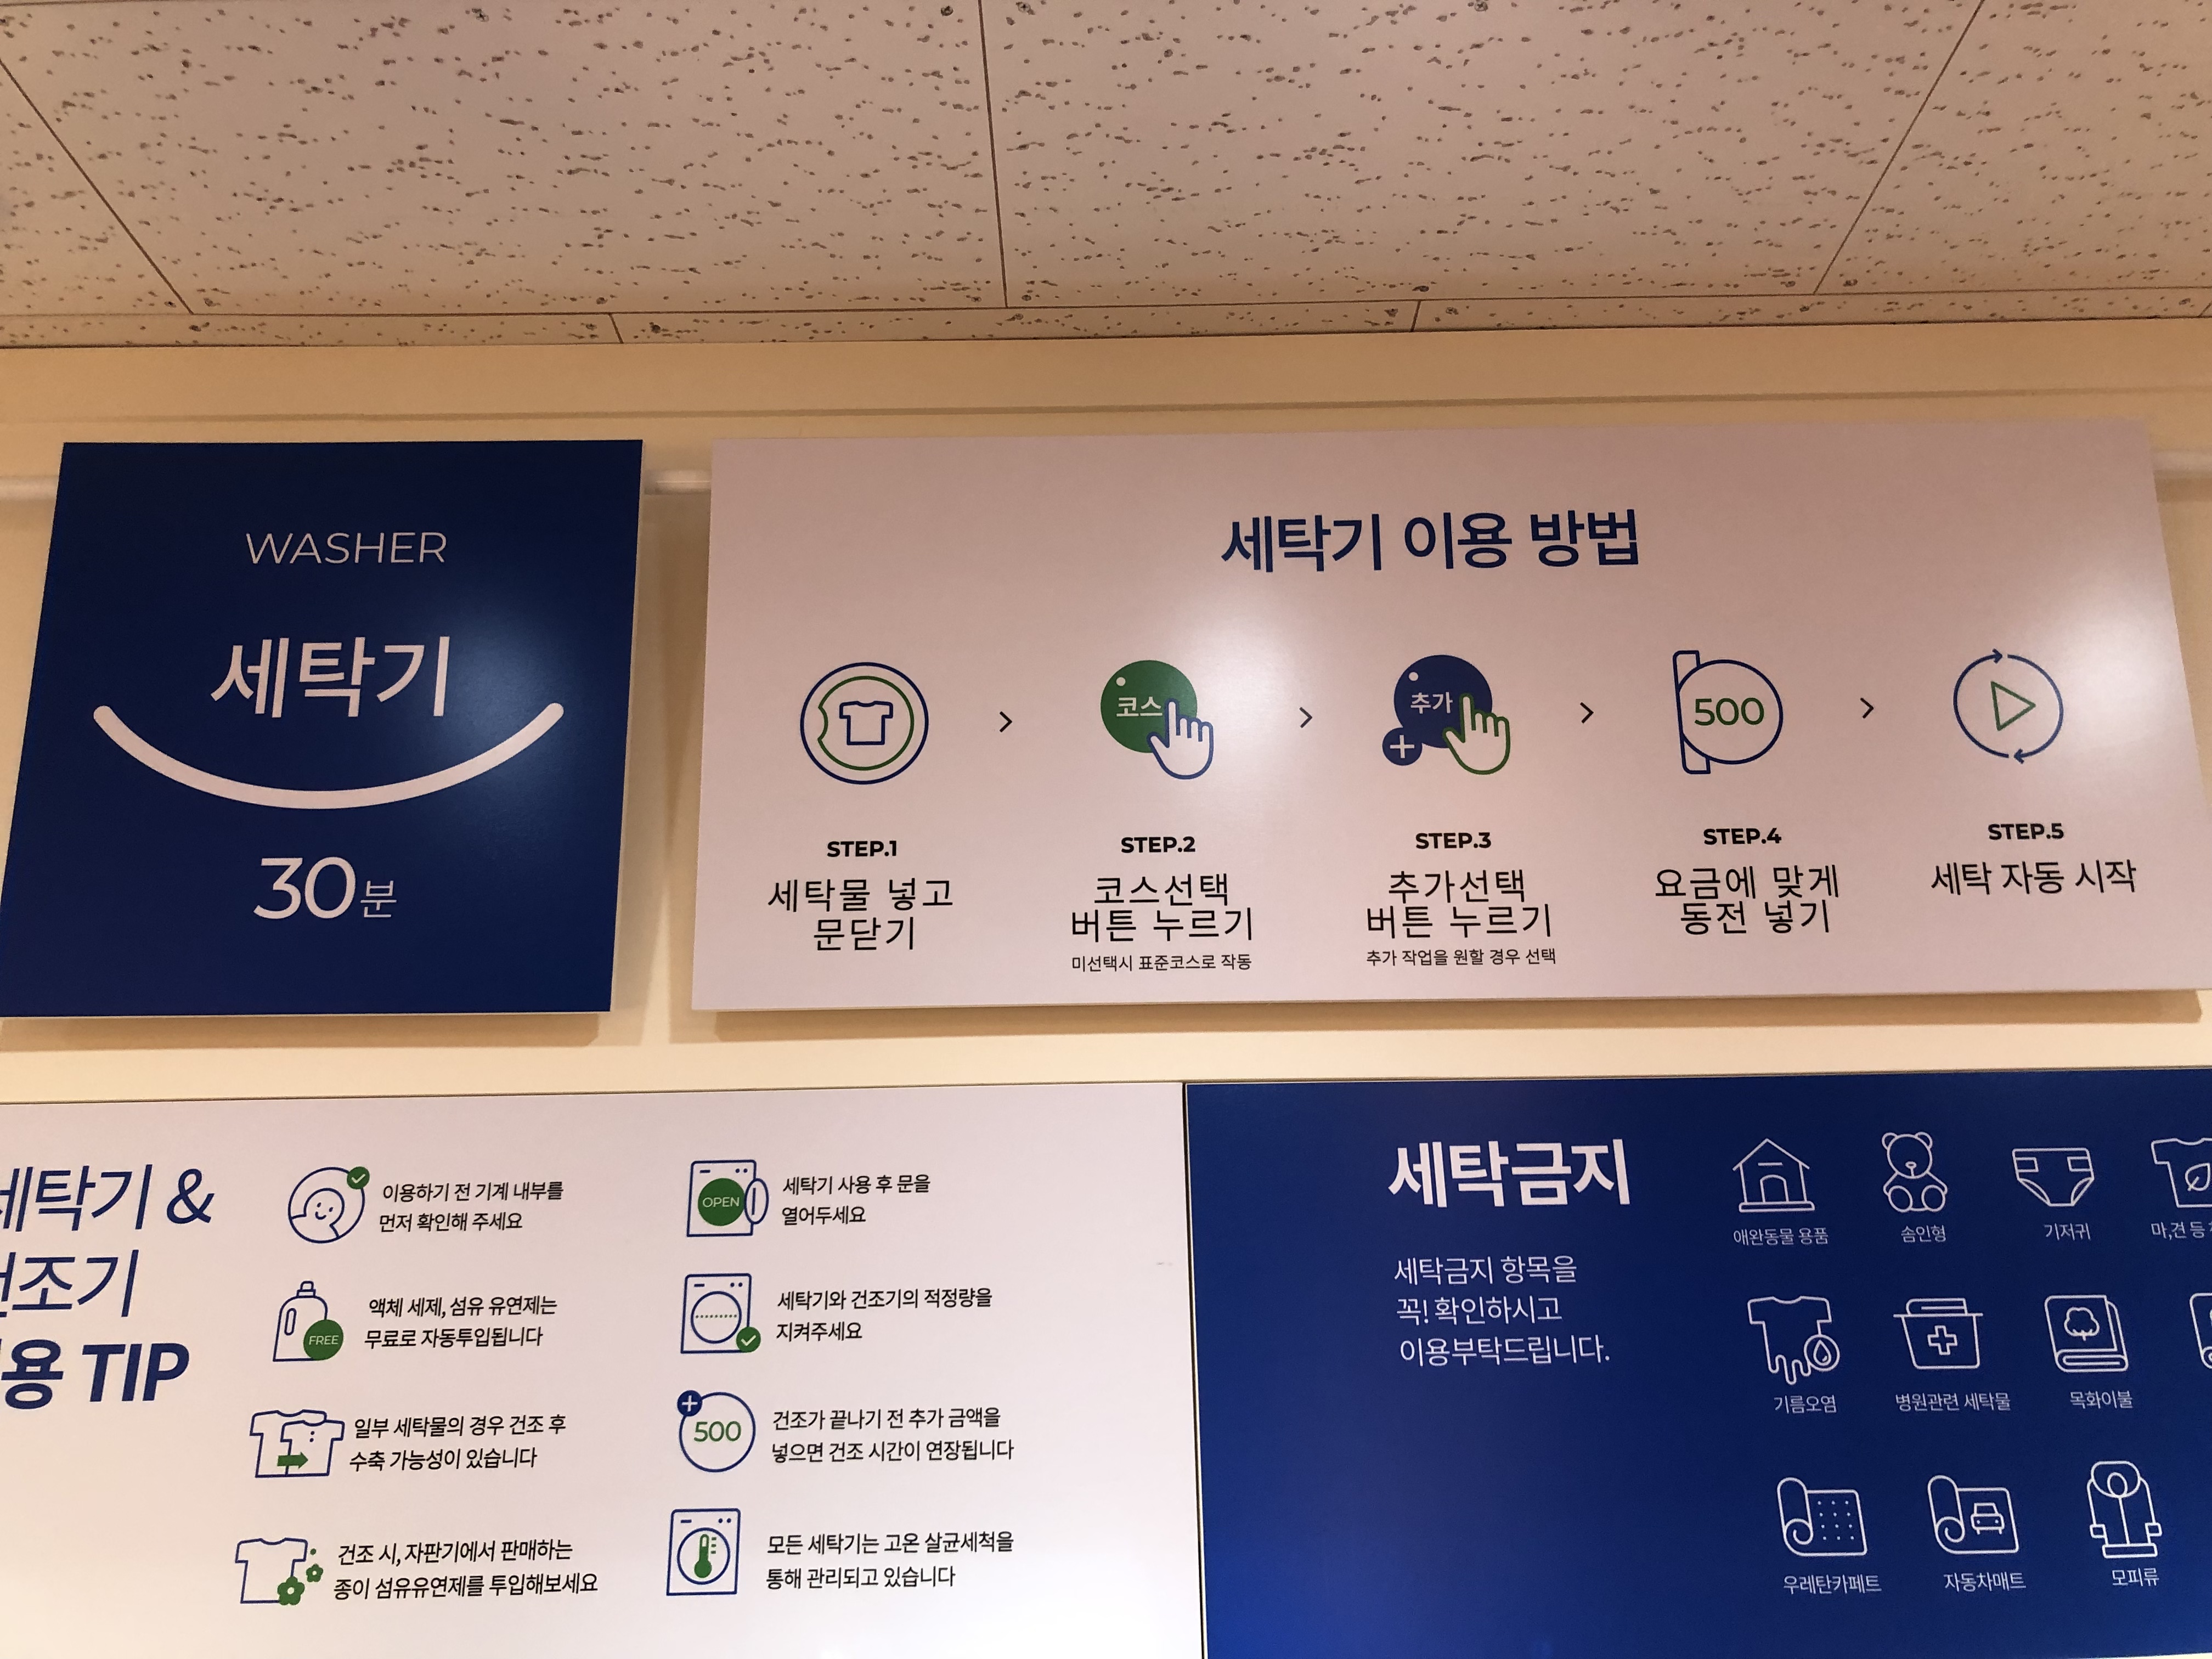 WASHER
세탁기
30분
세탁기 이용 방법
코스
추가
500
STEP.1
세탁물 넣고
문닫기
STEP.2
코스선택
버튼 누르기
미선택시 표준코스로 작동
STEP.3
추가선택
버튼 누르기
추가 작업을 원할 경우 선택
STEP.4
요금에 맞게
동전 넣기
STEP.5
세탁 자동 시작
세탁기 &
건조기
이용 TIP
이용하기 전 기계 내부를
먼저 확인해 주세요
FREE
액체 세제, 섬유 유연제는
무료로 자동투입됩니다
일부 세탁물의 경우 건조 후
수축 가능성이 있습니다
건조 시, 자판기에서 판매하는
종이 섬유유연제를 투입해보세요
OPEN
세탁기 사용 후 문을
열어두세요
세탁기와 건조기의 적정량을
지켜주세요
500
건조가 끝나기 전 추가 금액을
넣으면 건조 시간이 연장됩니다
모든 세탁기는 고온 살균세척을
통해 관리되고 있습니다
세탁금지
세탁금지 항목을
꼭! 확인하시고
이용부탁드립니다.
애완동물 용품
솜인형
기저귀
마,견 등
기름오염
병원관련 세탁물
목화이불
우레탄카페트
자동차매트
모피류